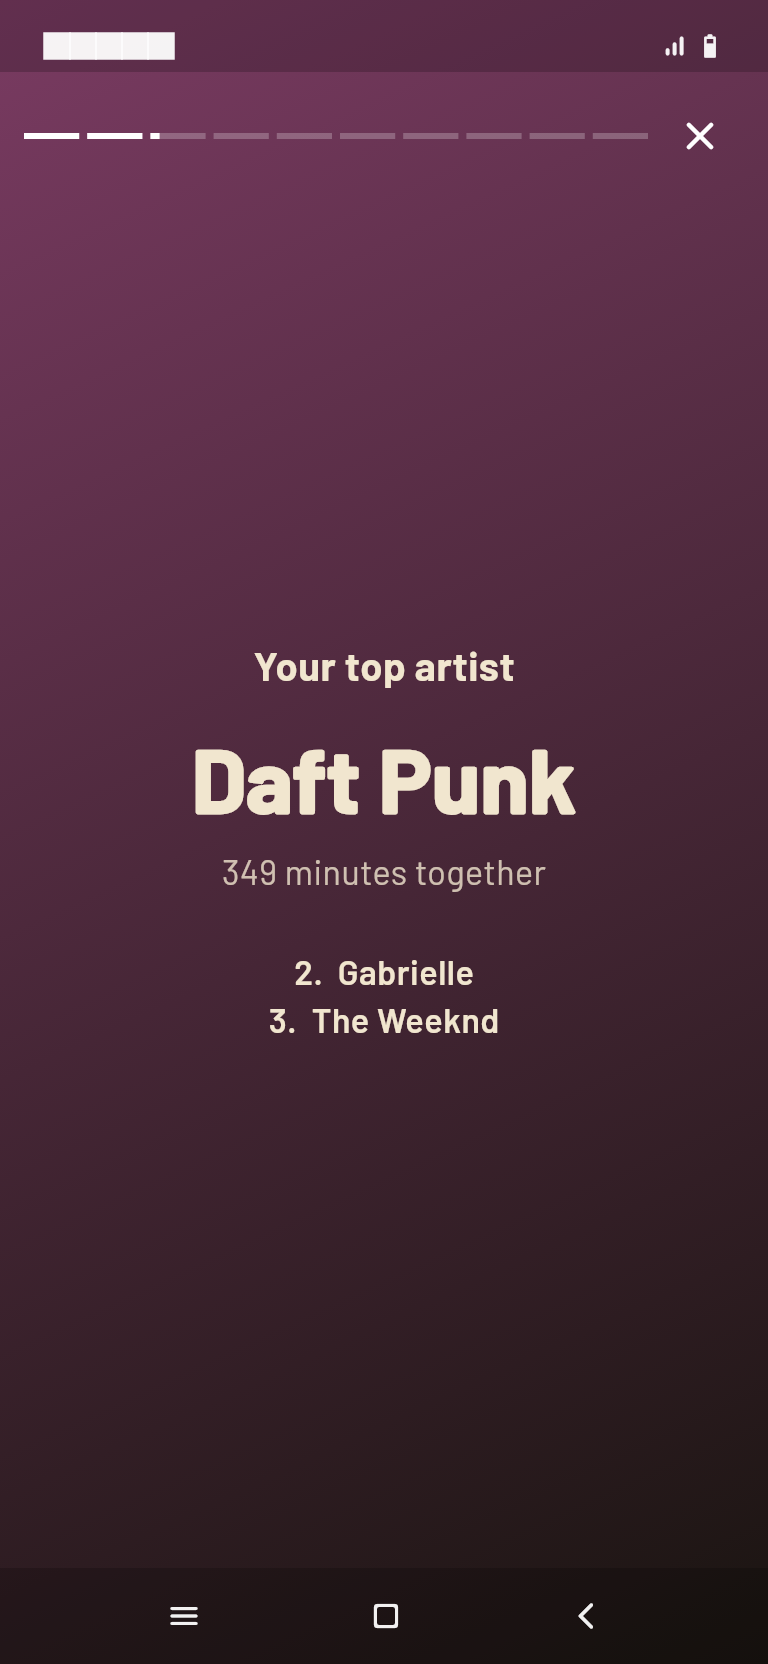 Your top artist
Daft Punk
349 minutes together
2. Gabrielle
3. The Weeknd